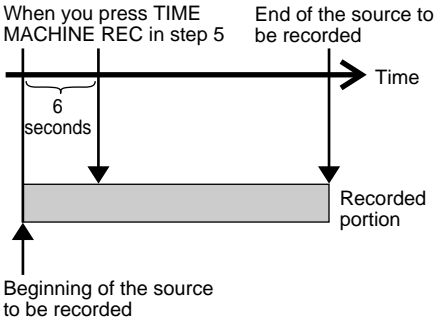 When you press TIME
MACHINE REC in step 5
End of the source to
be recorded
Time
6
seconds
Recorded
portion
Beginning of the source
to be recorded